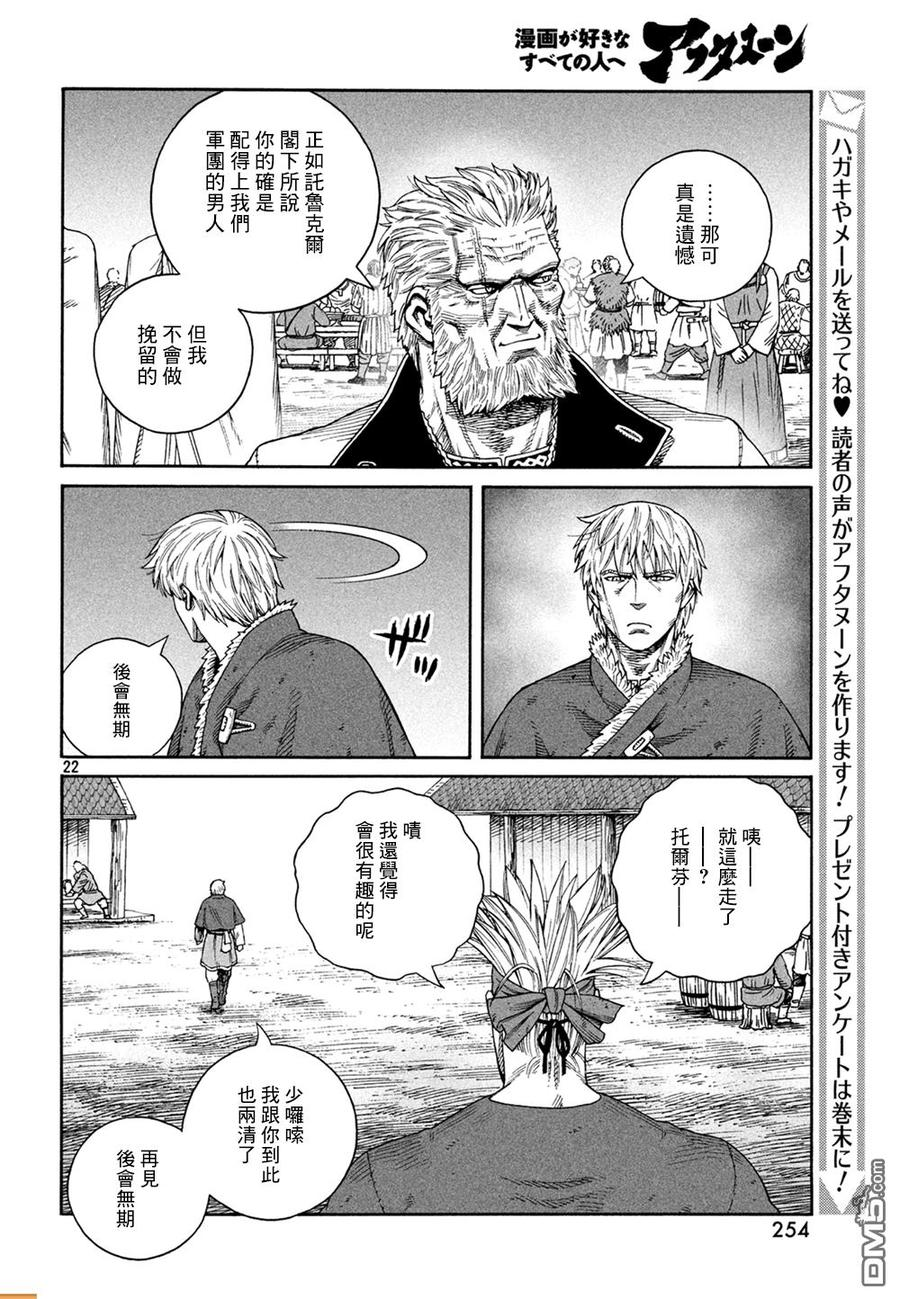 漫画が好きな
すべての人へ
アフタヌーン
ハガキやメールを送ってね♥ 読者の声がアフタヌーンを作ります! プレゼント付きアンケートは巻末に!
……那可
真是遺憾
正如託魯克爾
閣下所說
你的確是
配得上我們
軍團的男人
但我
不會做
挽留的
ザッ
後會無期
22
咦──
就這麼走了
──?
托爾芬──
嘖
我還覺得
會很有趣的呢
少囉嗦
我跟你到此
也兩清了
再見
後會無期
254
DM5.com